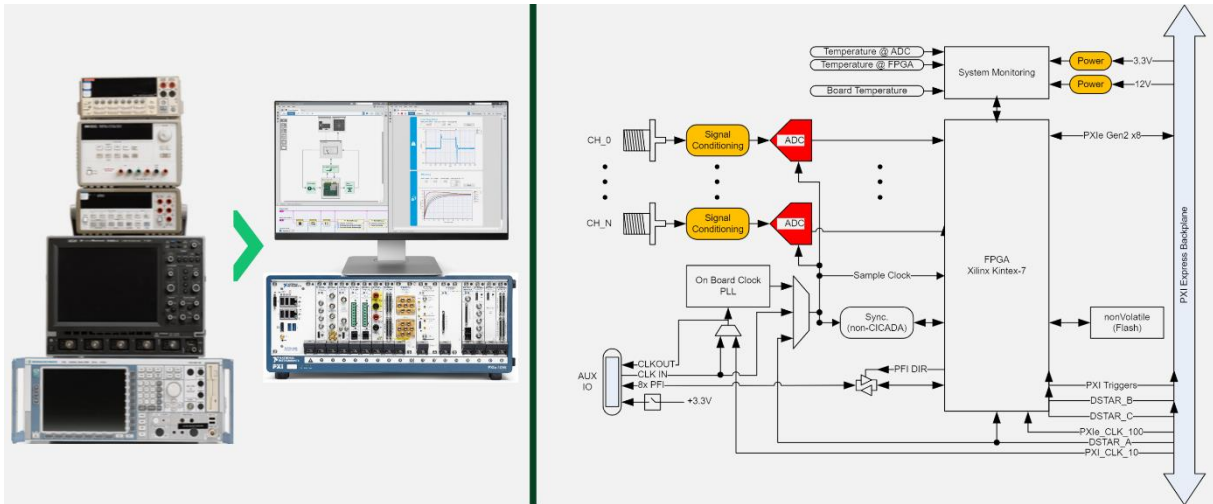 PXI
Temperature @ ADC
Temperature @ FPGA
Board Temperature
System Monitoring
Power
3.3V
Power
12V
CH_0
Signal
Conditioning
ADC
PXIe Gen2 x8
CH_N
Signal
Conditioning
ADC
FPGA
Xilinx Kintex-7
PXI Express Backplane
Sample Clock
On Board Clock
PLL
Sync.
(non-CICADA)
nonVolatile
(Flash)
AUX
IO
CLKOUT
CLK IN
8x PFI
+3.3V
PFI DIR
PXI Triggers
DSTAR_B
DSTAR_C
PXIe_CLK_100
DSTAR_A
PXI_CLK_10